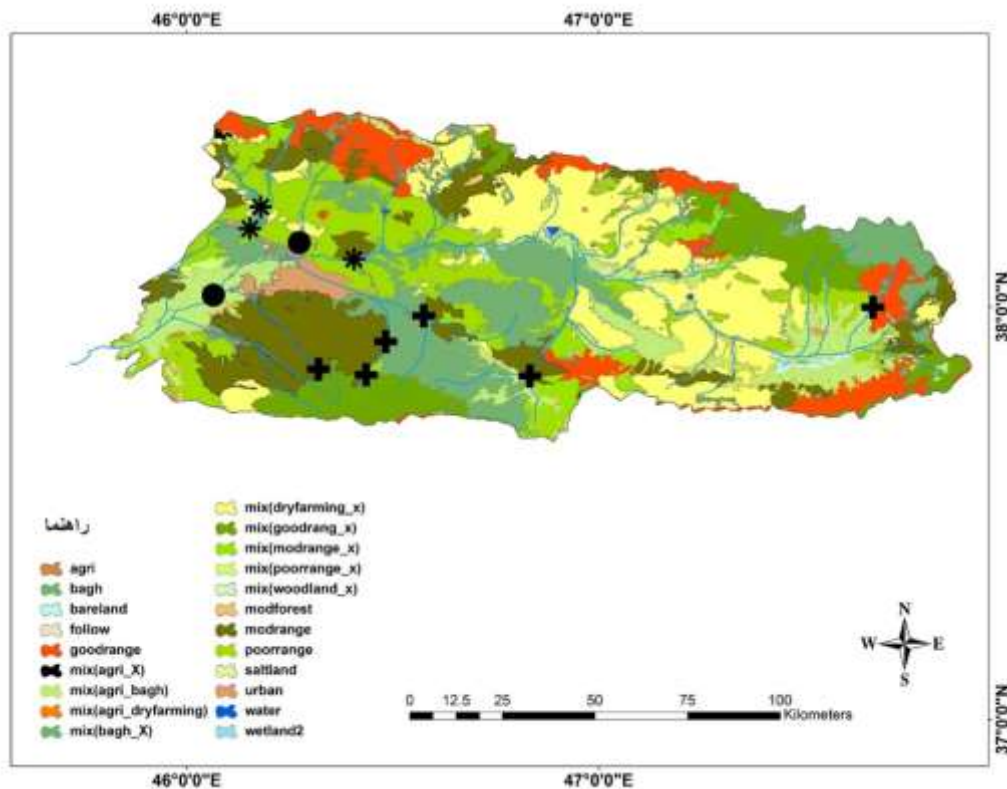 46°0'0"E 47°0'0"E
38°0'0"N
37°0'0"N
راهنما
agri
bagh
bareland
follow
goodrange
mix(agri_X)
mix(agri_bagh)
mix(agri_dryfarming)
mix(bagh_X)
mix(dryfarming_x)
mix(goodrang_x)
mix(modrange_x)
mix(poorrange_x)
mix(woodland_x)
modforest
modrange
poorrange
saltland
urban
water
wetland2
N
W E
S
0 12.5 25 50 75 100
Kilometers
46°0'0"E 47°0'0"E